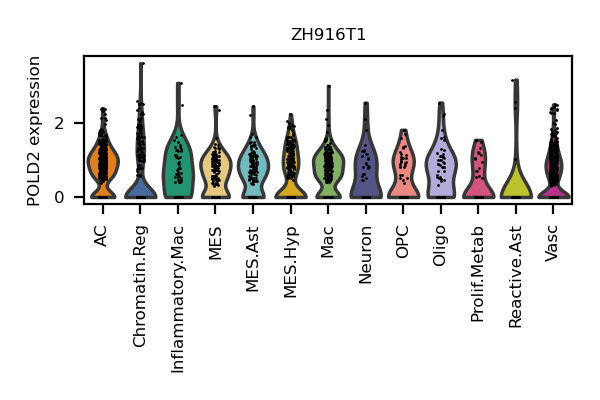 ZH916T1
POLD2 expression
2
0
AC
Chromatin.Reg
Inflammatory.Mac
MES
MES.Ast
MES.Hyp
Mac
Neuron
OPC
Oligo
Prolif.Metab
Reactive.Ast
Vasc